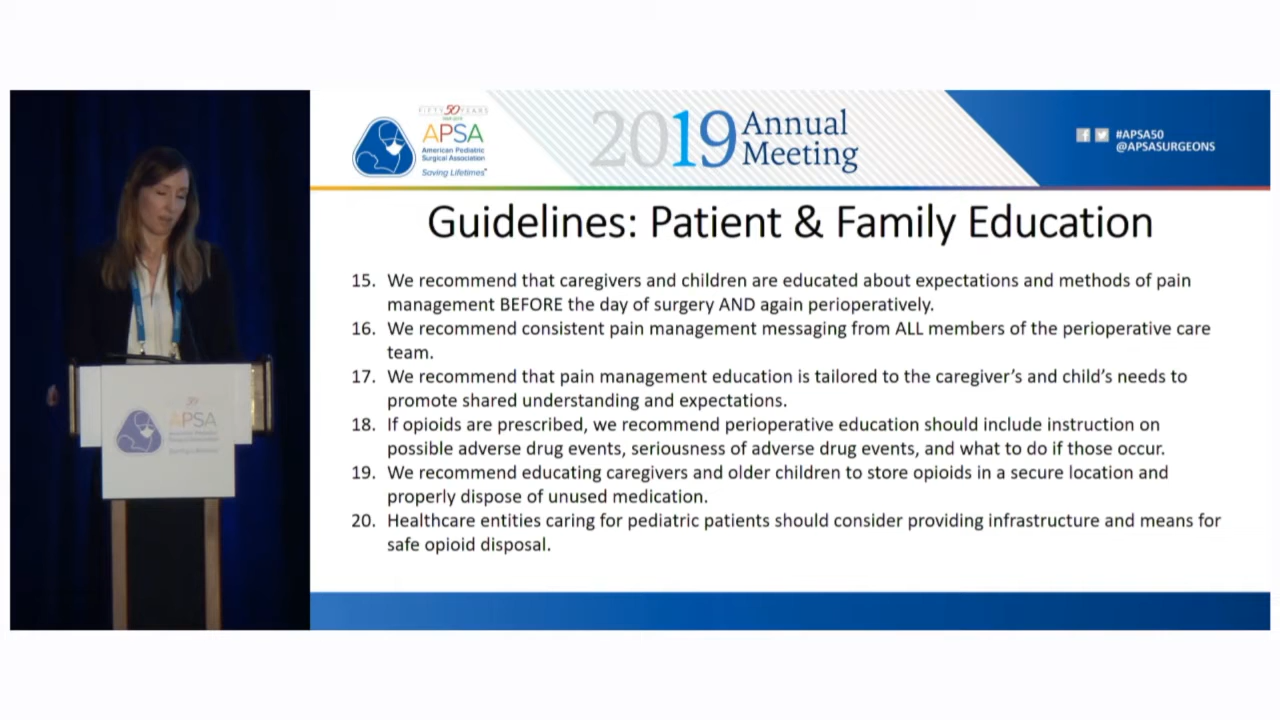 FIFTY 50 YEARS
APSA
American Pediatric
Surgical Association
Saving Lifetimes
2019 Annual
Meeting
#APSA50
@APSASURGEONS
Guidelines: Patient & Family Education
15. We recommend that caregivers and children are educated about expectations and methods of pain
management BEFORE the day of surgery AND again perioperatively.
16. We recommend consistent pain management messaging from ALL members of the perioperative care
team.
17. We recommend that pain management education is tailored to the caregiver’s and child’s needs to
promote shared understanding and expectations.
18. If opioids are prescribed, we recommend perioperative education should include instruction on
possible adverse drug events, seriousness of adverse drug events, and what to do if those occur.
19. We recommend educating caregivers and older children to store opioids in a secure location and
properly dispose of unused medication.
20. Healthcare entities caring for pediatric patients should consider providing infrastructure and means for
safe opioid disposal.
APSA